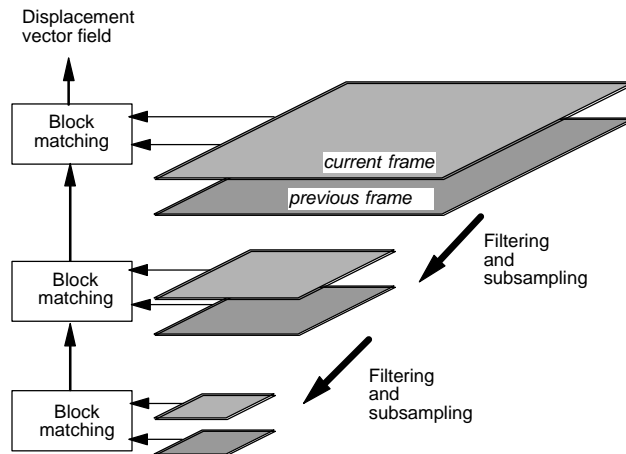 Displacement
vector field
Block
matching
current frame
previous frame
Filtering
and
subsampling
Block
matching
Filtering
and
subsampling
Block
matching